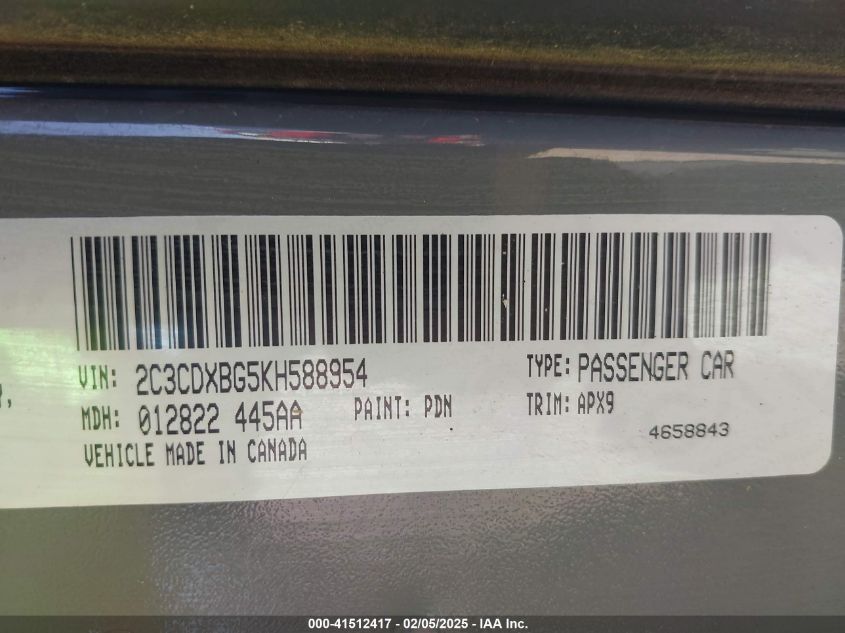 VIN: 2C3CDXBG5KH588954 TYPE: PASSENGER CAR
MDH: 012822 445AA PAINT: PDN TRIM: APX9
4658843
VEHICLE MADE IN CANADA
000-41512417 - 02/05/2025 - IAA Inc.